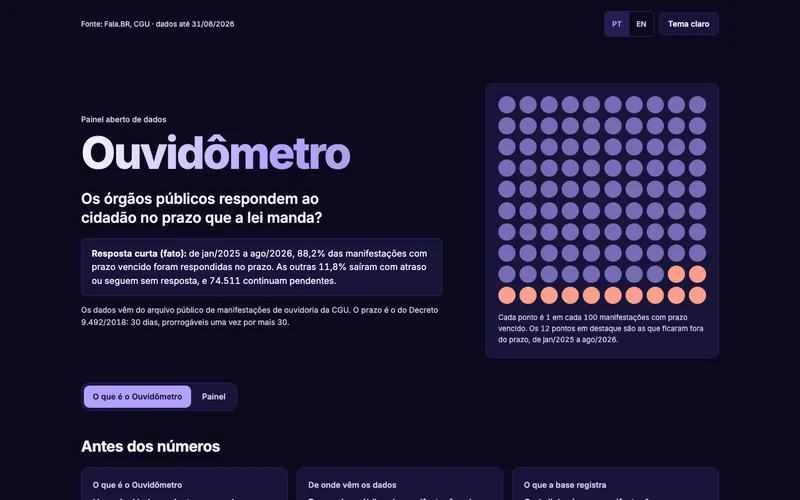 Fonte: Fala.BR, CGU · dados até 31/08/2026
PT
EN
Tema claro
Painel aberto de dados
Ouvidômetro
Os órgãos públicos respondem ao
cidadão no prazo que a lei manda?
Resposta curta (fato): de jan/2025 a ago/2026, 88,2% das manifestações com
prazo vencido foram respondidas no prazo. As outras 11,8% saíram com atraso
ou seguem sem resposta, e 74.511 continuam pendentes.
Os dados vêm do arquivo público de manifestações de ouvidoria da CGU. O prazo é o do Decreto
9.492/2018: 30 dias, prorrogáveis uma vez por mais 30.
Cada ponto é 1 em cada 100 manifestações com prazo
vencido. Os 12 pontos em destaque são as que ficaram fora
do prazo, de jan/2025 a ago/2026.
O que é o Ouvidômetro
Painel
Antes dos números
O que é o Ouvidômetro
De onde vêm os dados
O que a base registra